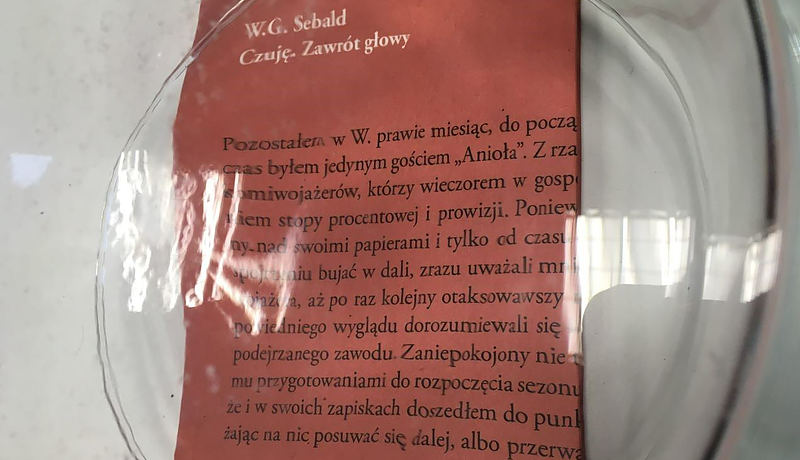 W.G. Sebald
Czuję. Zawrót głowy
Pozostałem w W. prawie miesiąc, do począ
czas byłem jedynym gościem „Anioła”. Z rza
komiwojażerów, którzy wieczorem w gospo
niem stopy procentowej i prowizji. Poniew
ny nad swoimi papierami i tylko od czasu
spojrzeniu bujać w dali, zrazu uważali mni
aż po raz kolejny otaksowawszy
powiedniego wyglądu dorozumiewali się
podejrzanego zawodu. Zaniepokojony nie
mu przygotowaniami do rozpoczęcia sezonu
że i w swoich zapiskach doszedłem do punk
żając na nic posuwać się dalej, albo przerwa